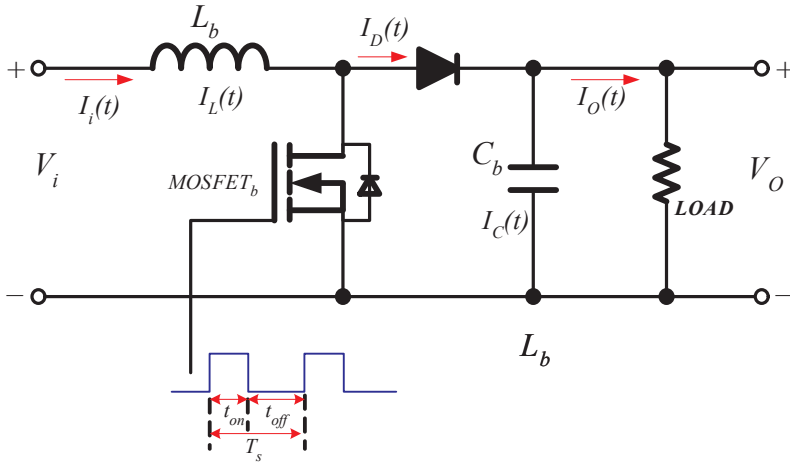 L_b
I_D(t)
+ +
I_i(t) I_L(t) I_O(t)
V_i MOSFET_b C_b V_O
LOAD
I_C(t)
− −
L_b
t_on t_off
T_s